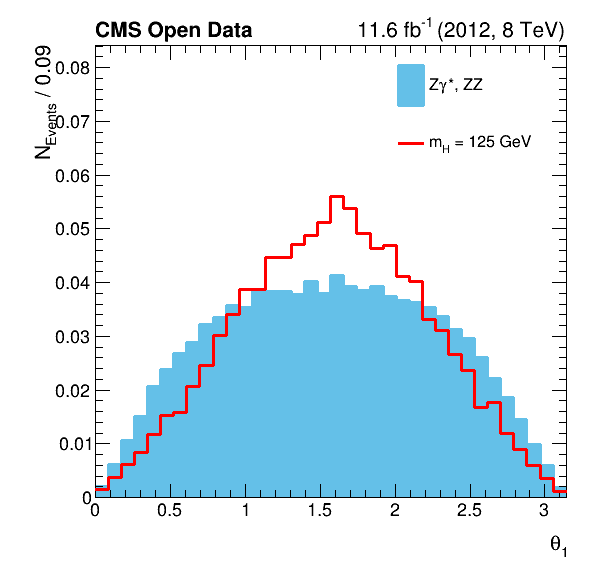 CMS Open Data 11.6 fb⁻¹ (2012, 8 TeV)
N_Events / 0.09
Zγ*, ZZ
m_H = 125 GeV
0.08
0.07
0.06
0.05
0.04
0.03
0.02
0.01
0
0 0.5 1 1.5 2 2.5 3
θ₁